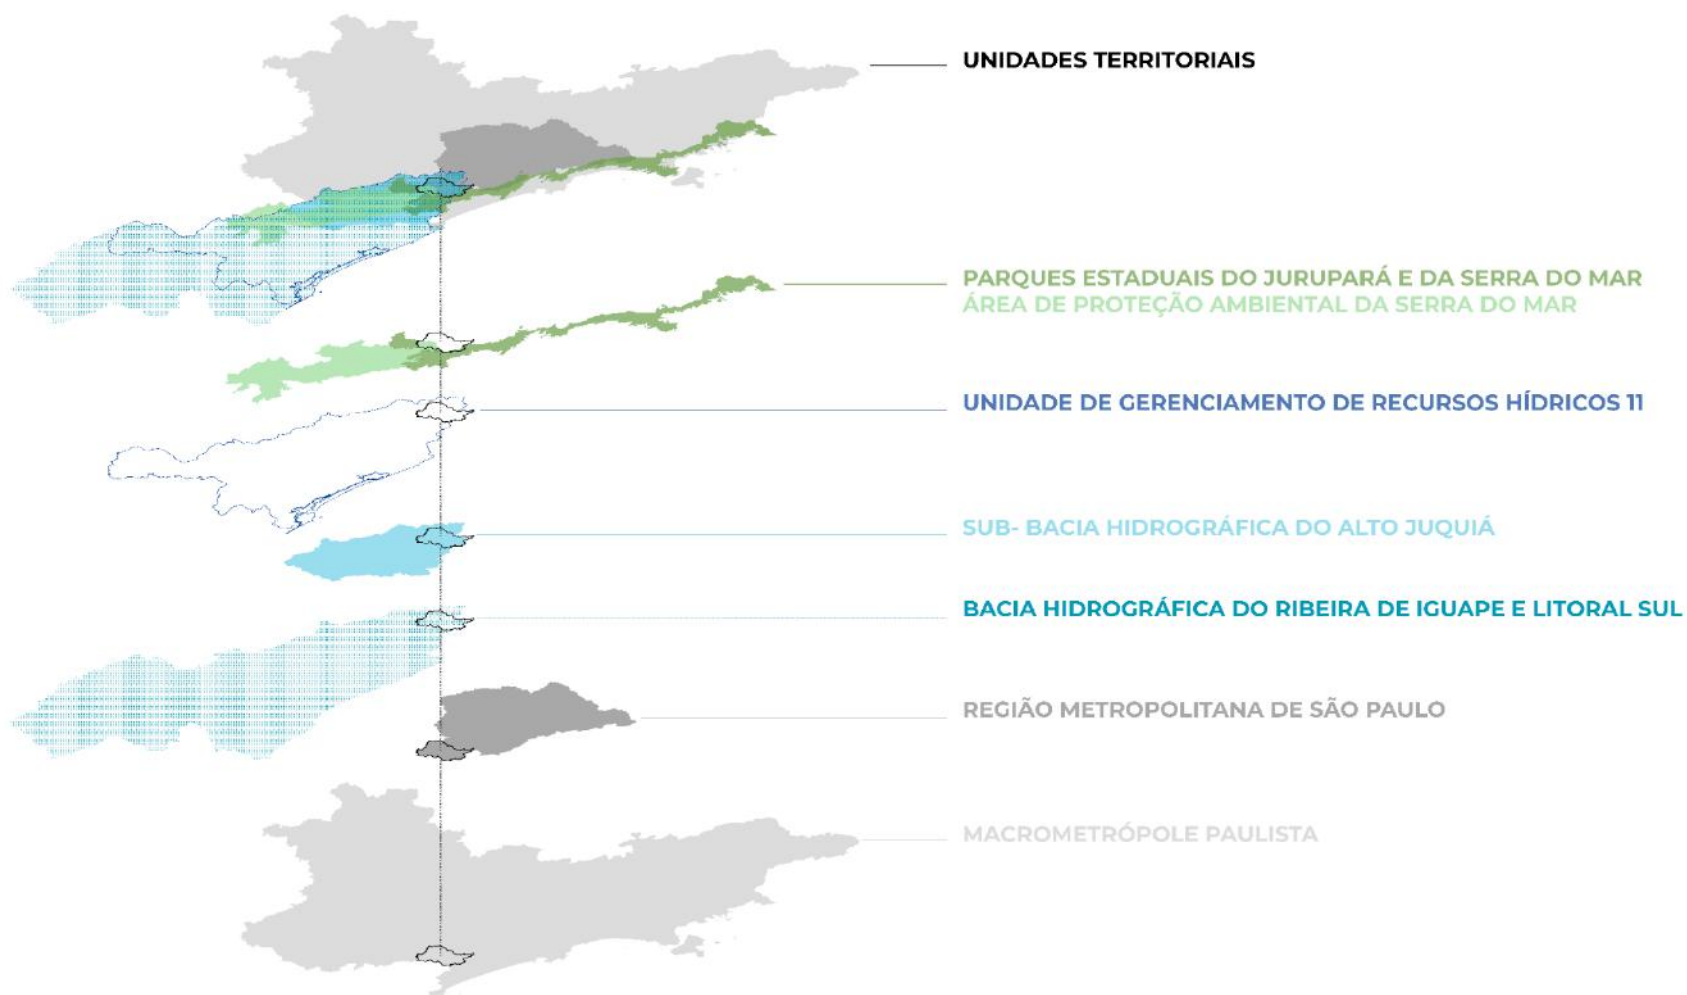 UNIDADES TERRITORIAIS
PARQUES ESTADUAIS DO JURUPARÁ E DA SERRA DO MAR
ÁREA DE PROTEÇÃO AMBIENTAL DA SERRA DO MAR
UNIDADE DE GERENCIAMENTO DE RECURSOS HÍDRICOS 11
SUB- BACIA HIDROGRÁFICA DO ALTO JUQUIÁ
BACIA HIDROGRÁFICA DO RIBEIRA DE IGUAPE E LITORAL SUL
REGIÃO METROPOLITANA DE SÃO PAULO
MACROMETRÓPOLE PAULISTA